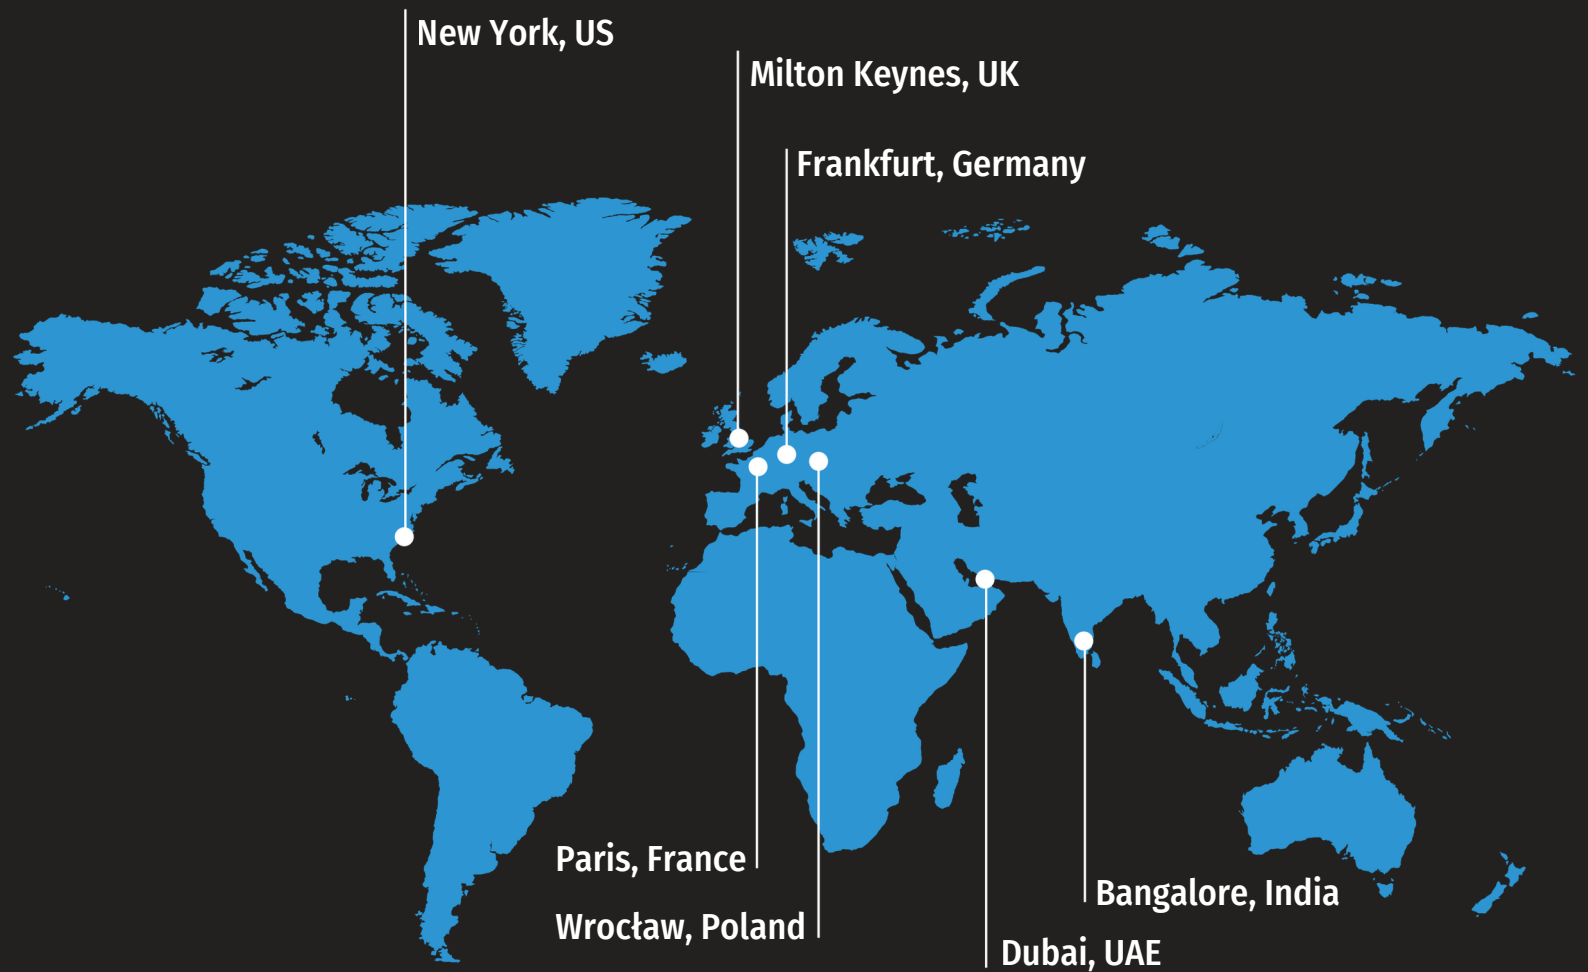 New York, US
Milton Keynes, UK
Frankfurt, Germany
Paris, France
Bangalore, India
Wrocław, Poland
Dubai, UAE